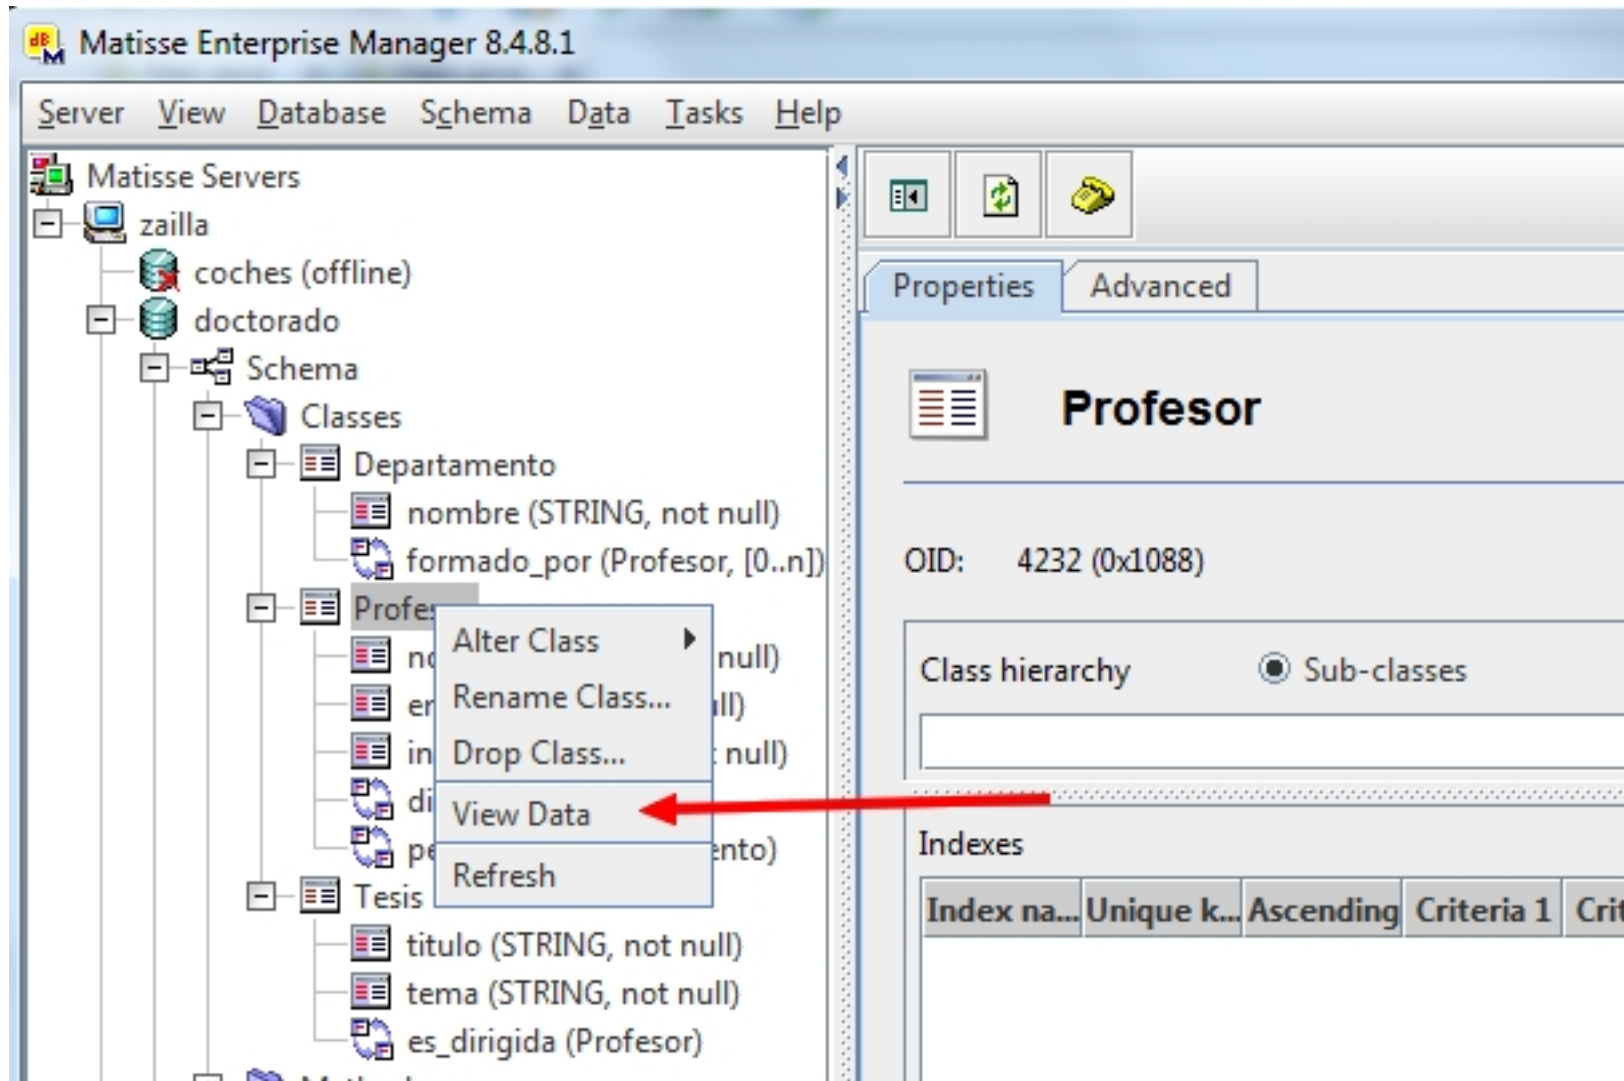 Matisse Enterprise Manager 8.4.8.1
Server View Database Schema Data Tasks Help
Matisse Servers
zailla
coches (offline)
doctorado
Schema
Classes
Departamento
nombre (STRING, not null)
formado_por (Profesor, [0..n])
Alter Class
null)
Rename Class...
Drop Class...
null)
View Data
Refresh
Tesis
titulo (STRING, not null)
tema (STRING, not null)
es_dirigida (Profesor)
Properties Advanced
Profesor
OID: 4232 (0x1088)
Class hierarchy Sub-classes
Indexes
Index na... Unique k... Ascending Criteria 1